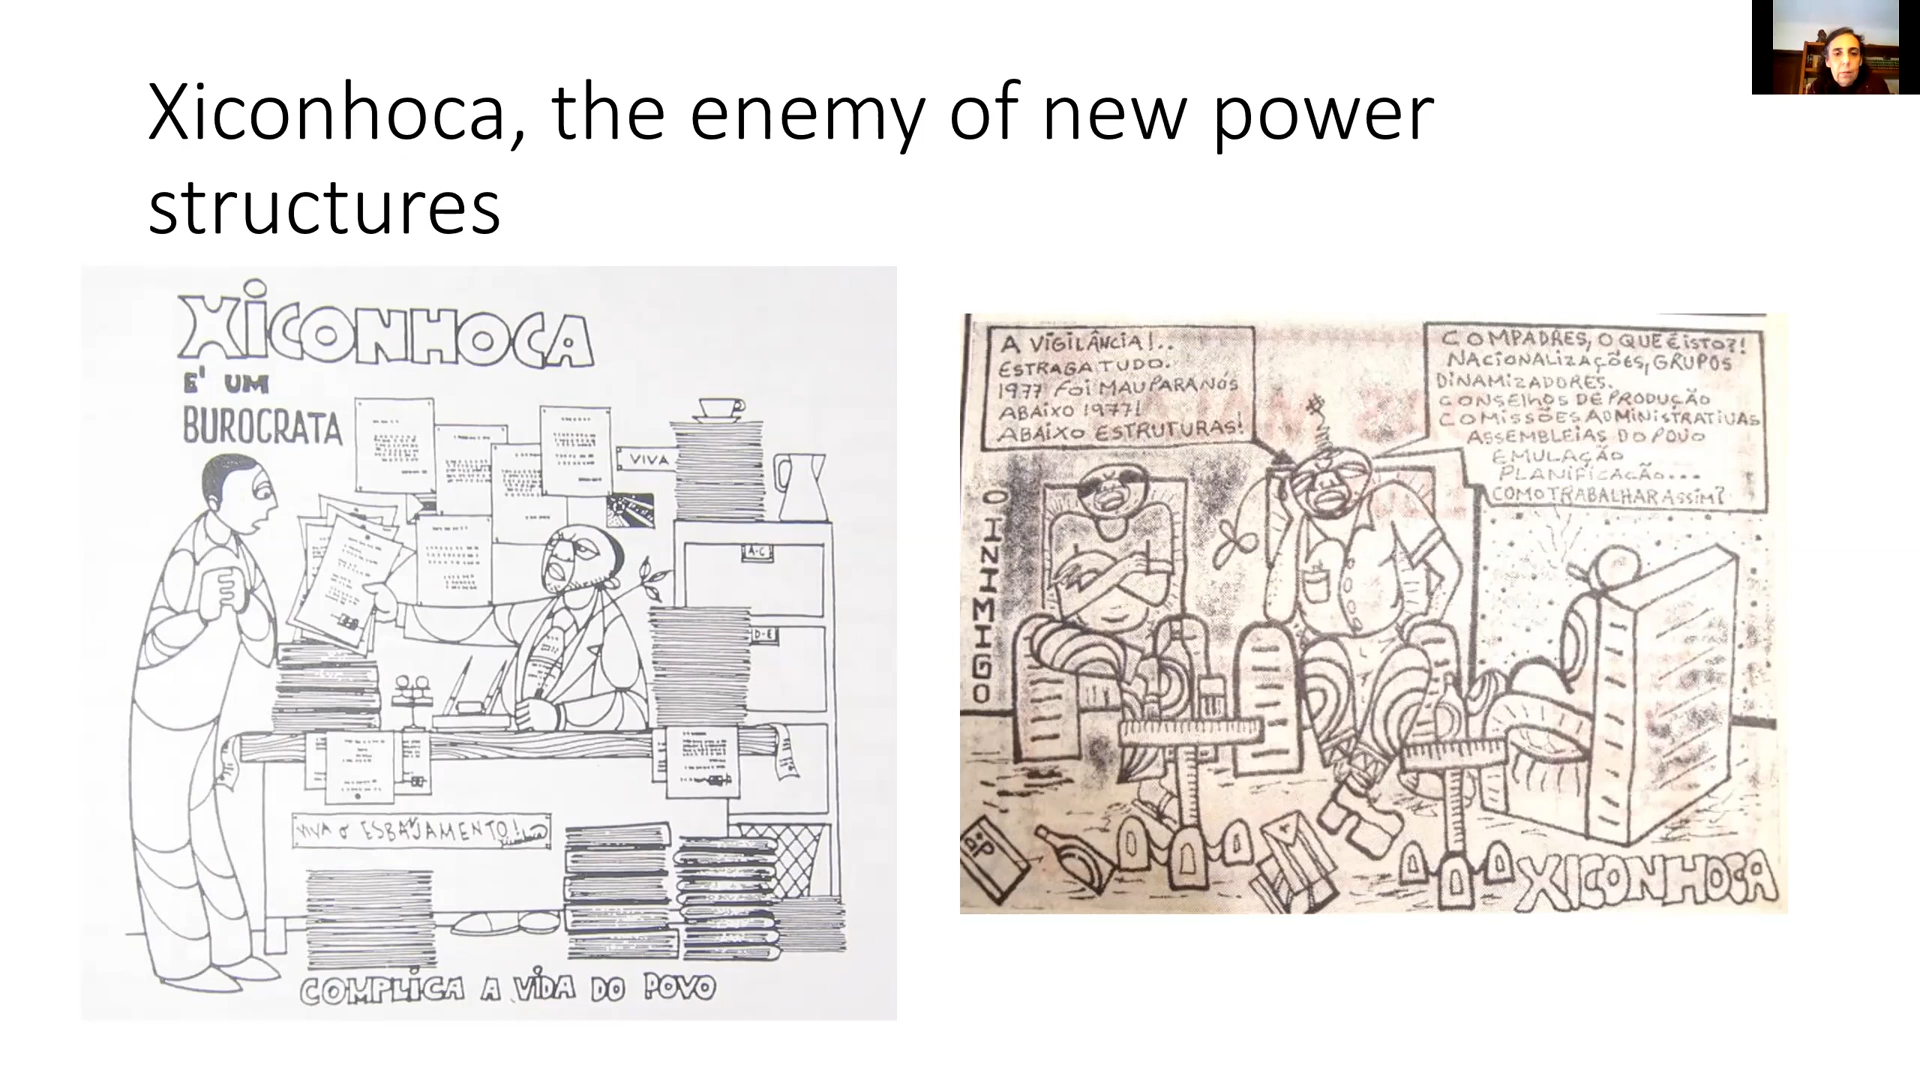 Xiconhoca, the enemy of new power
structures
XiCONHOCA
E' UM
BUROCRATA
VIVA
A-C
D-E
VIVA O ESBANJAMENTO!
COMPLICA A ViDA DO POVO
A ViGiLÂNCiA!..
ESTRAGA TUDO.
1977 FOi MAU PARA NóS
ABAiXO 1977!
ABAiXO ESTRUTURAS!
COMPADRES, O QUE É iSTO?!
NACiONALiZAÇÕES, GRUPOS
DiNAMiZADORES.
CONSELHOS DE PRODUÇÃO
COMiSSÕES ADMiNiSTRATiVAS
ASSEMBLEiAS DO POVO
EMULAÇÃO
PLANiFiCAÇÃO...
COMO TRABALHAR ASSiM?
OGHiMiNZiTO
XiCONHOCA